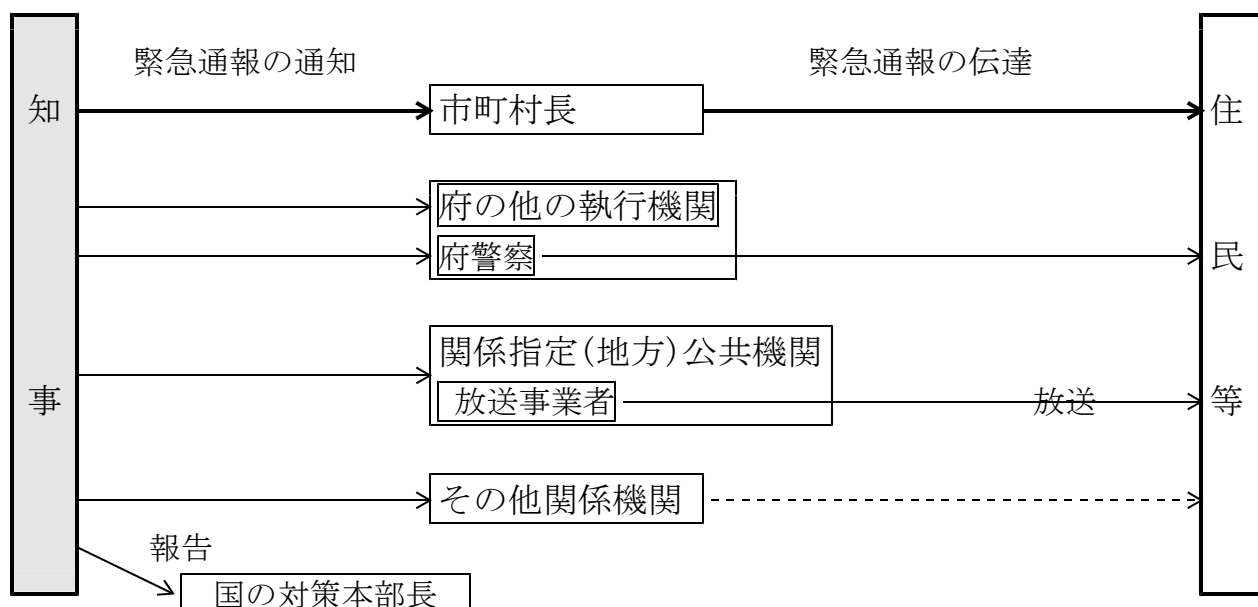 緊急通報の通知
緊急通報の伝達
知事
市町村長
住民等
府の他の執行機関
府警察
関係指定(地方)公共機関
放送事業者
放送
その他関係機関
報告
国の対策本部長